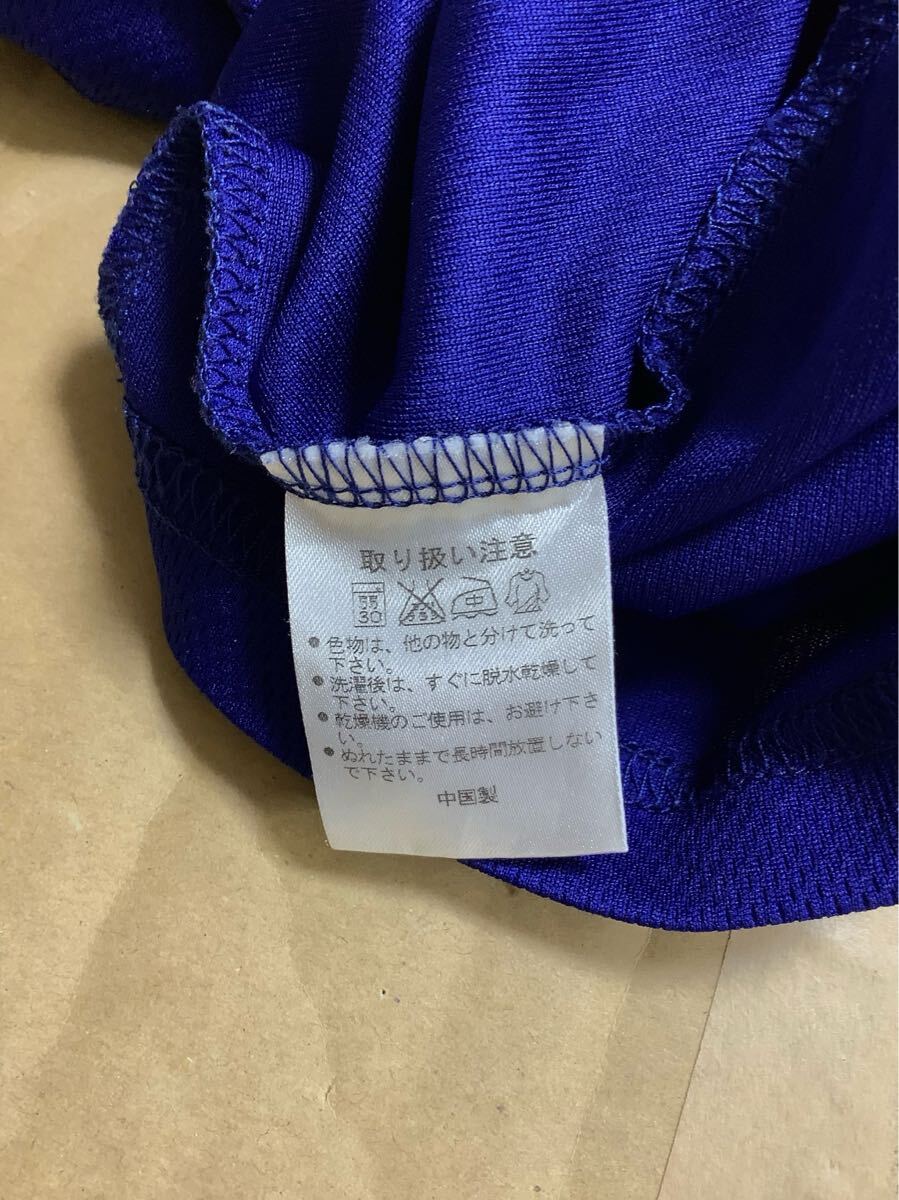 取り扱い注意
弱 30 中
● 色物は、他の物と分けて洗って
下さい。
● 洗濯後は、すぐに脱水乾燥して
下さい。
● 乾燥機のご使用は、お避け下さ
い。
● ぬれたままで長時間放置しない
で下さい。
中国製